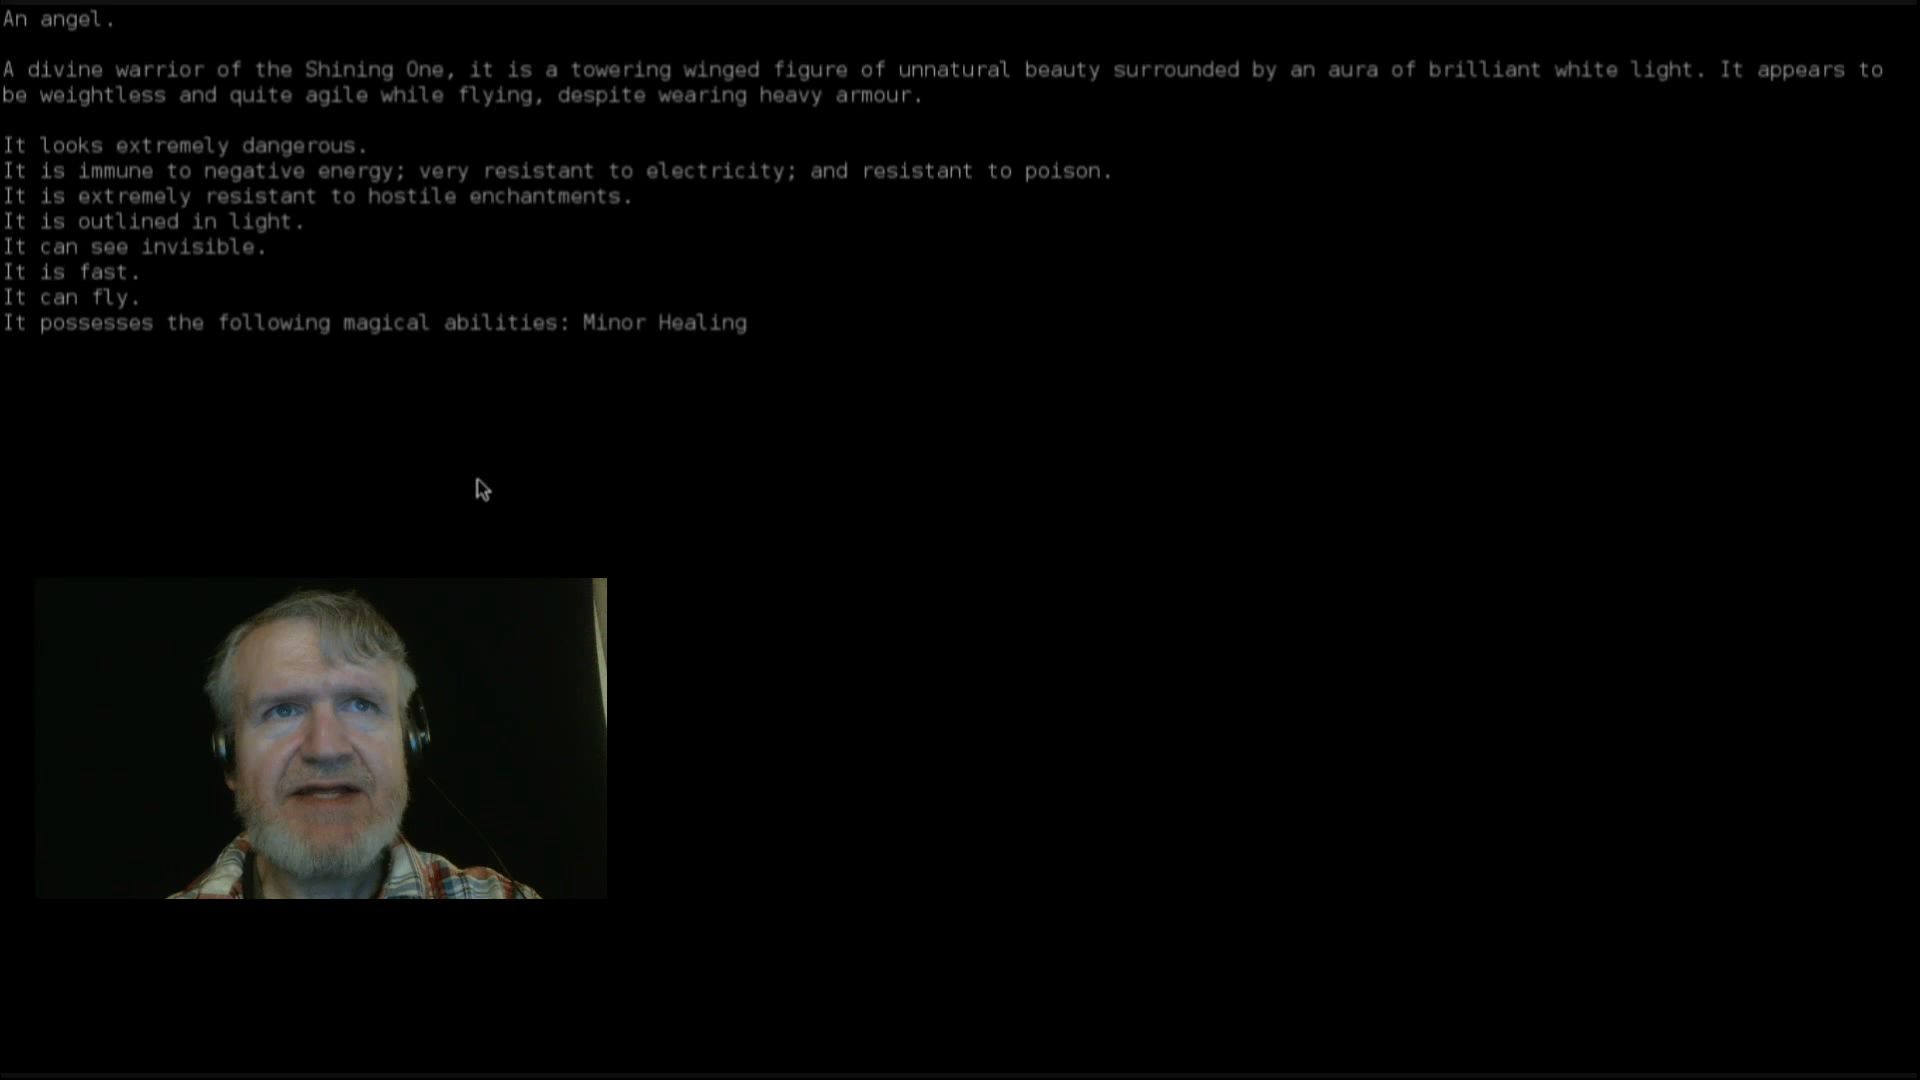 An angel.
A divine warrior of the Shining One, it is a towering winged figure of unnatural beauty surrounded by an aura of brilliant white light. It appears to
be weightless and quite agile while flying, despite wearing heavy armour.
It looks extremely dangerous.
It is immune to negative energy; very resistant to electricity; and resistant to poison.
It is extremely resistant to hostile enchantments.
It is outlined in light.
It can see invisible.
It is fast.
It can fly.
It possesses the following magical abilities: Minor Healing